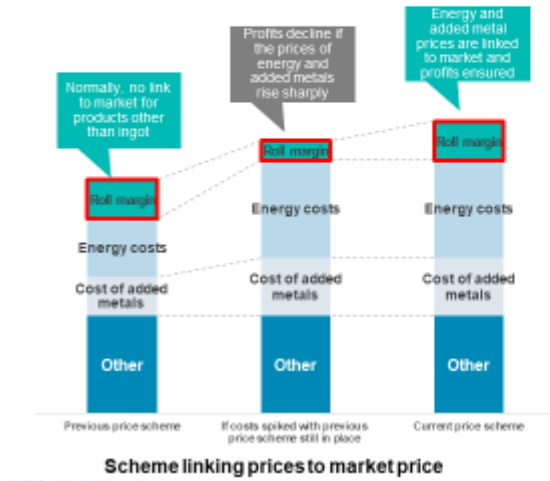 Energy and
added metal
prices are linked
to market and
profits ensured
Profits decline if
the prices of
energy and
added metals
rise sharply
Normally, no link
to market for
products other
than ingot
Roll margin
Energy costs
Cost of added
metals
Other
Roll margin
Energy costs
Cost of added
metals
Other
Roll margin
Energy costs
Cost of added
metals
Other
Previous price scheme
If costs spiked with previous
price scheme still in place
Current price scheme
Scheme linking prices to market price